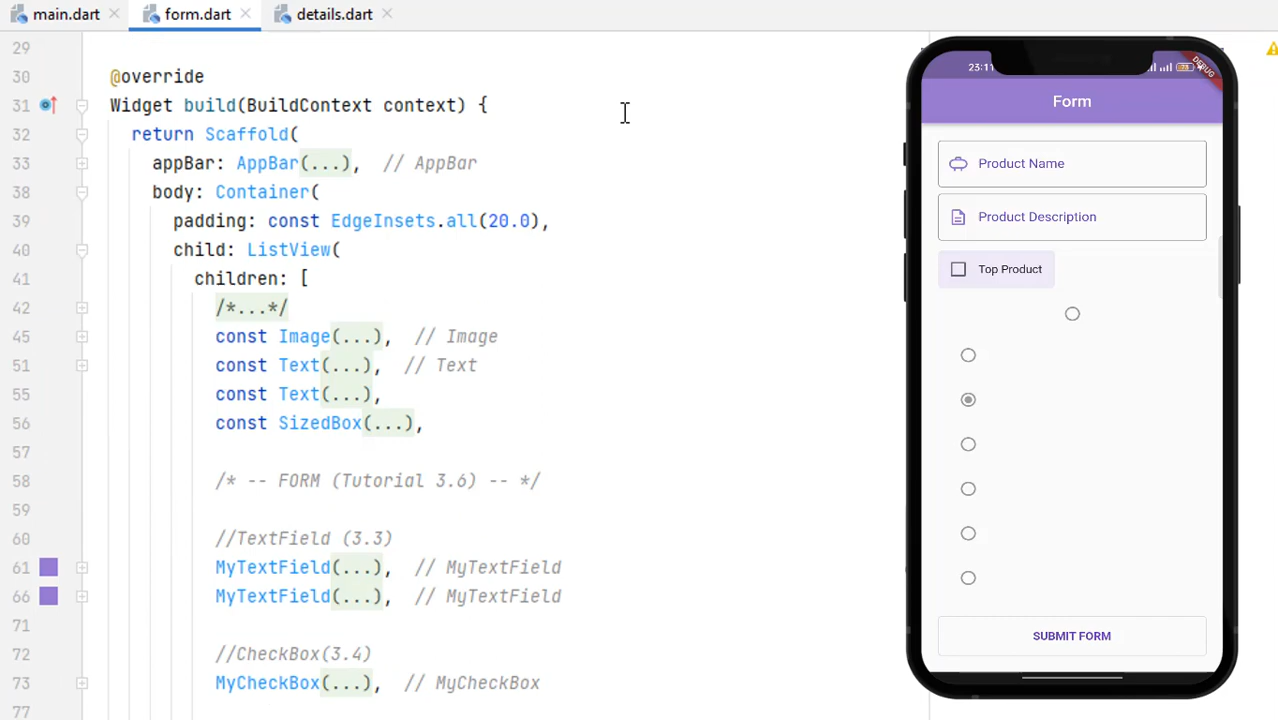 main.dart
form.dart
details.dart
29
30 @override
31 Widget build(BuildContext context) {
32 return Scaffold(
33 appBar: AppBar(...), // AppBar
38 body: Container(
39 padding: const EdgeInsets.all(20.0),
40 child: ListView(
41 children: [
42 /*...*/
45 const Image(...), // Image
51 const Text(...), // Text
55 const Text(...),
56 const SizedBox(...),
57
58 /* -- FORM (Tutorial 3.6) -- */
59
60 //TextField (3.3)
61 MyTextField(...), // MyTextField
66 MyTextField(...), // MyTextField
71
72 //CheckBox(3.4)
73 MyCheckBox(...), // MyCheckBox
77
23:11
DEBUG
Form
Product Name
Product Description
Top Product
SUBMIT FORM